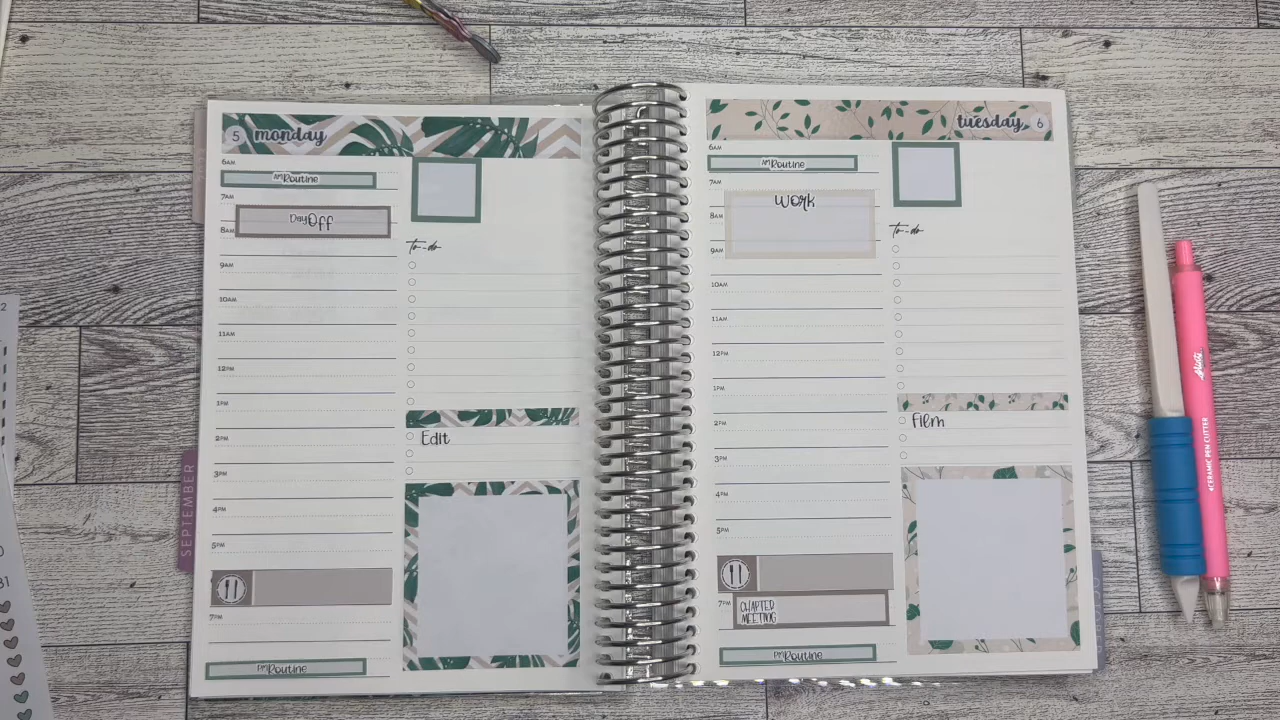 5 monday
6AM
AM Routine
7AM
Day Off
8AM
9AM
10AM
11AM
12PM
1PM
2PM
3PM
4PM
5PM
7PM
PM Routine
to-do
Edit
SEPTEMBER
tuesday 6
6AM
AM Routine
7AM
Work
8AM
9AM
10AM
11AM
12PM
1PM
2PM
3PM
4PM
5PM
7PM
CHAPTER
MEETING
PM Routine
to-do
Film
CERAMIC PEN CUTTER
2
31